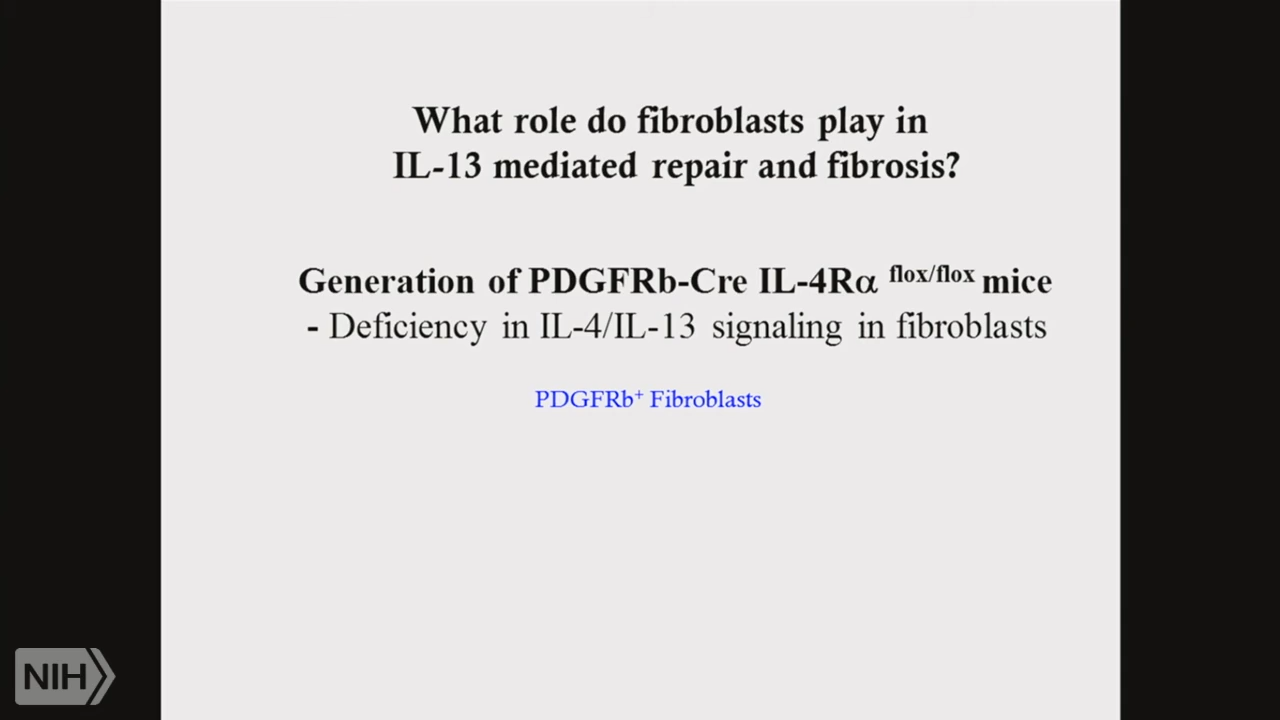 What role do fibroblasts play in
IL-13 mediated repair and fibrosis?
Generation of PDGFRb-Cre IL-4Rα flox/flox mice
- Deficiency in IL-4/IL-13 signaling in fibroblasts
PDGFRb+ Fibroblasts
NIH